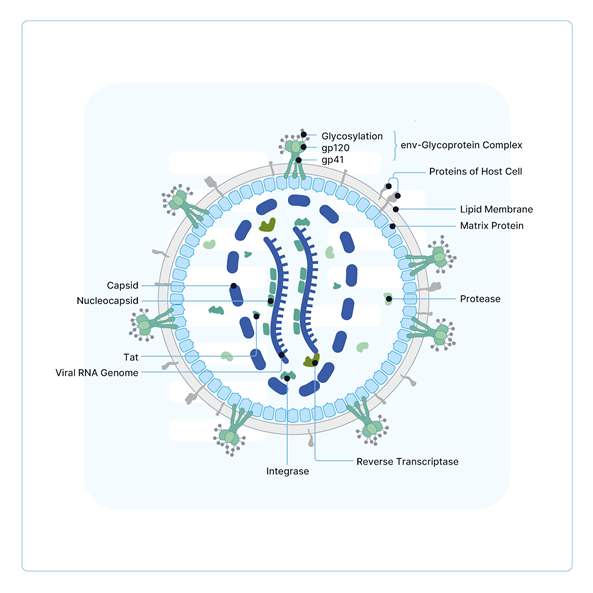 Glycosylation
gp120
gp41
env-Glycoprotein Complex
Proteins of Host Cell
Lipid Membrane
Matrix Protein
Capsid
Nucleocapsid
Protease
Tat
Viral RNA Genome
Reverse Transcriptase
Integrase